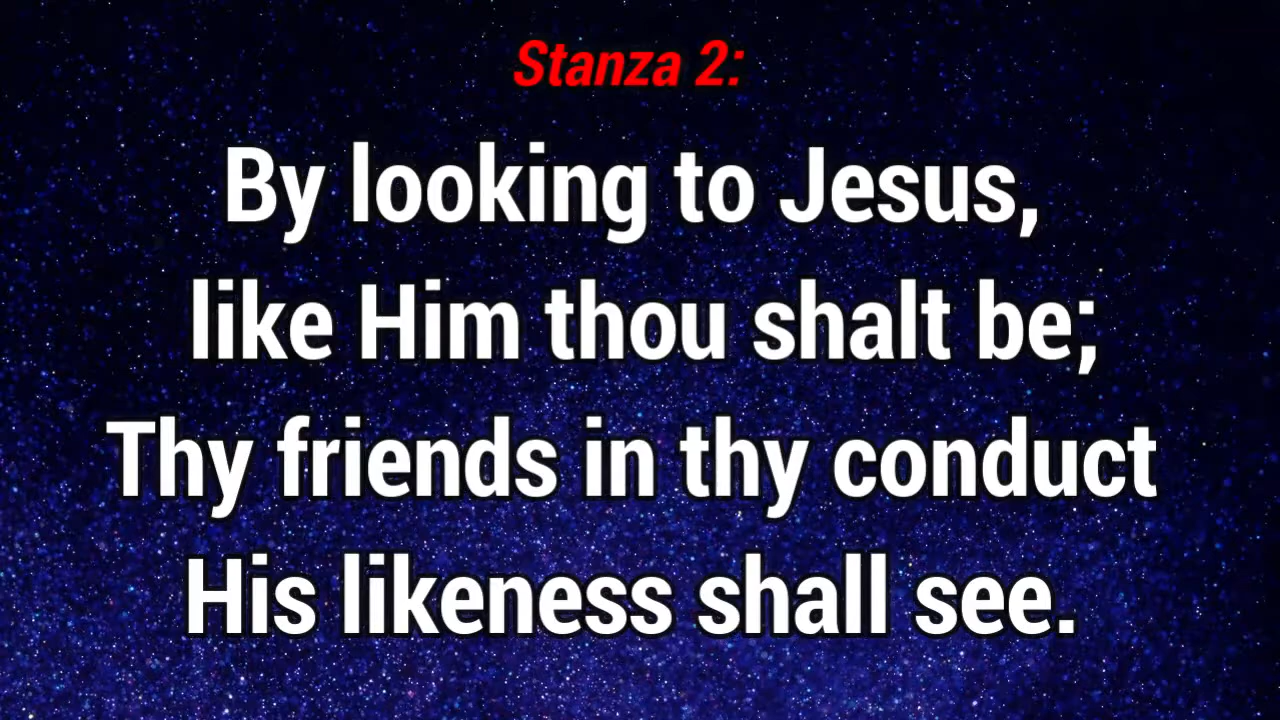 Stanza 2:
By looking to Jesus,
like Him thou shalt be;
Thy friends in thy conduct
His likeness shall see.